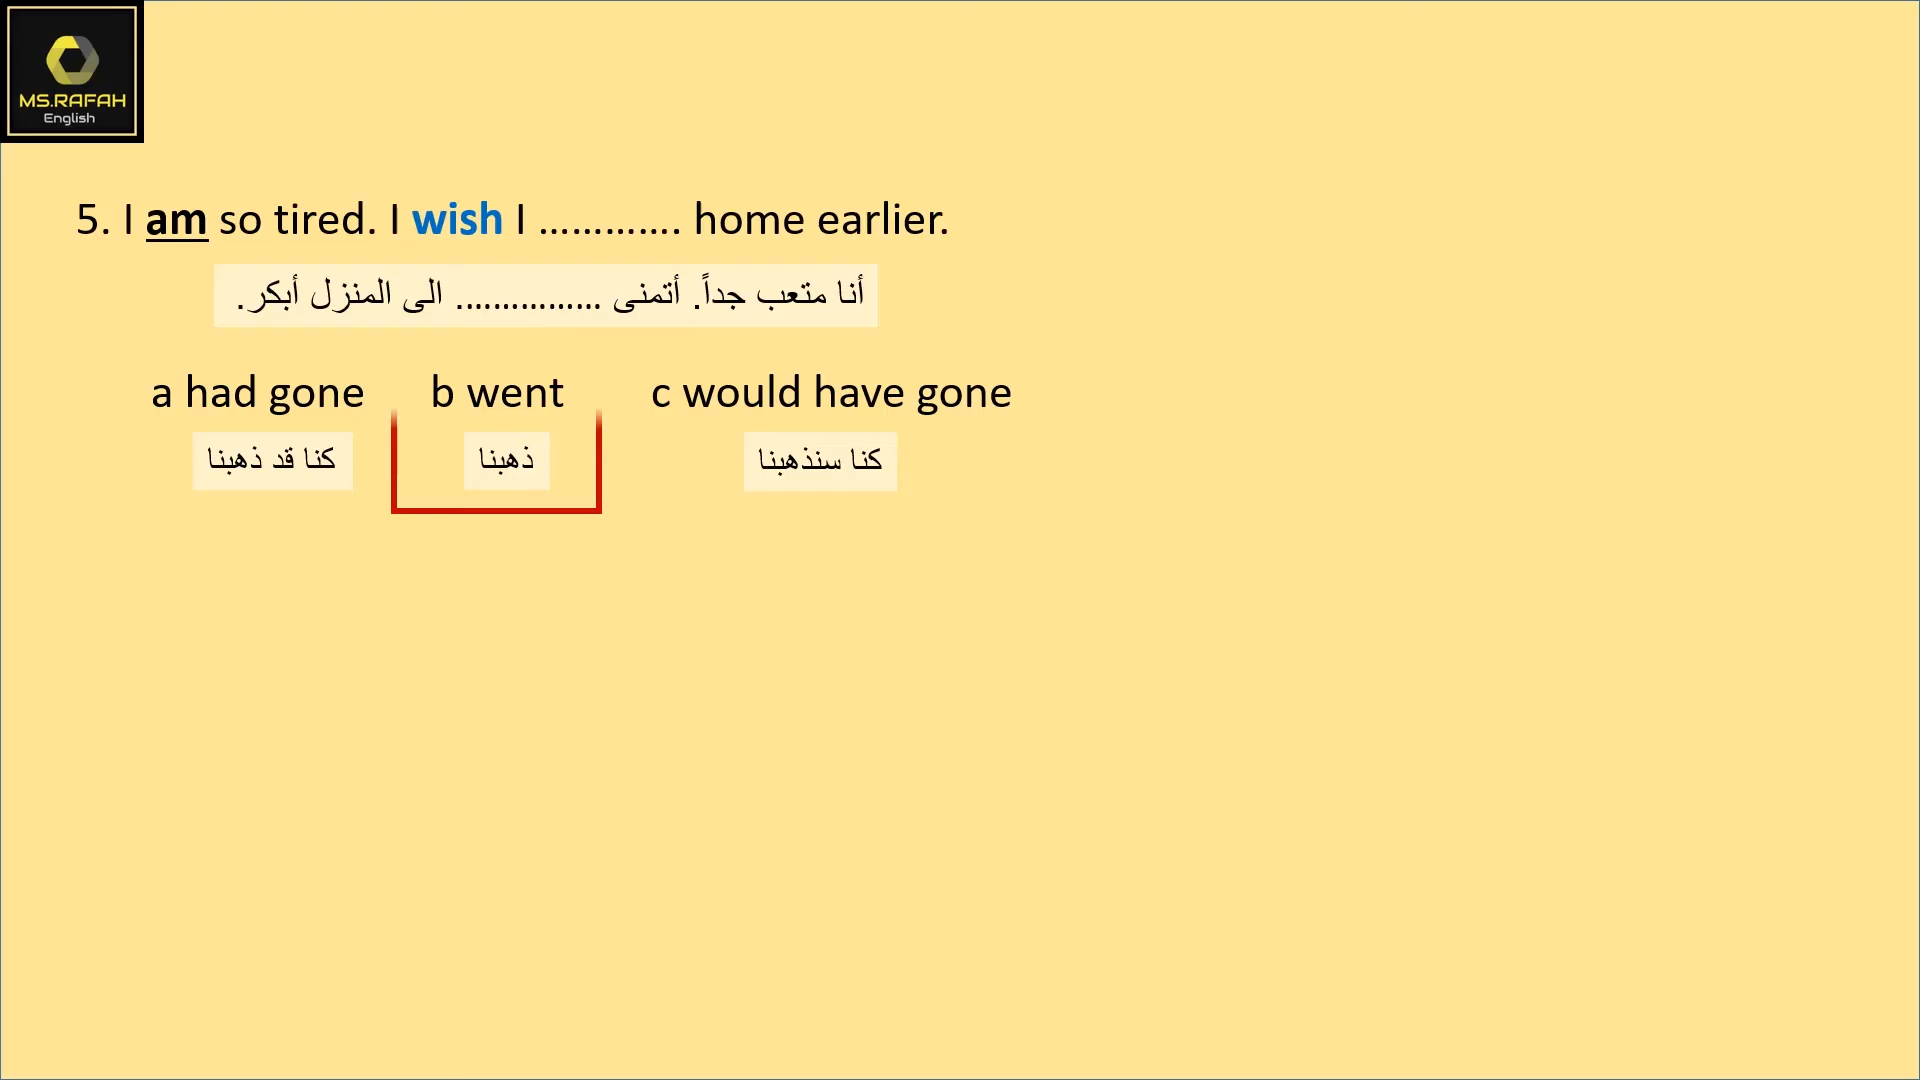 MS.RAFAH
English
5. I am so tired. I wish I …………. home earlier.
أنا متعب جداً. أتمنى ................ الى المنزل أبكر.
a had gone b went c would have gone
كنا قد ذهبنا ذهبنا كنا سنذهبنا